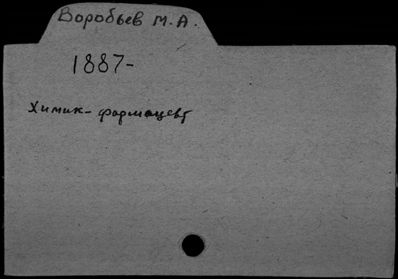 Воробьев М.А.
1887-
Химик-фармацевт